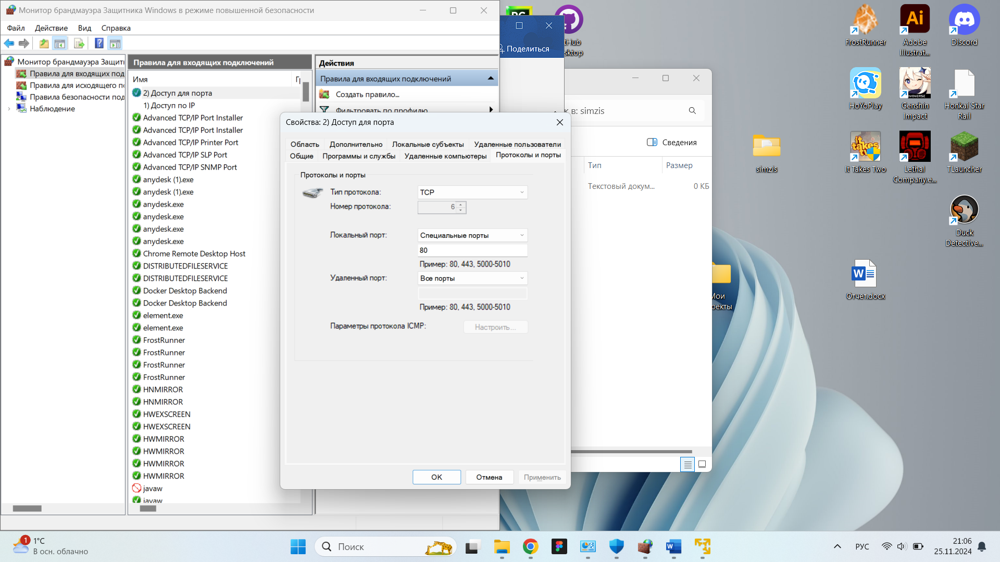 Монитор брандмауэра Защитника Windows в режиме повышенной безопасности
Файл Действие Вид Справка
Монитор брандмауэра Защити
Правила для входящих под
Правила для исходящего по
Правила безопасности под
Наблюдение
Правила для входящих подключений
Имя
2) Доступ для порта
1) Доступ по IP
Advanced TCP/IP Port Installer
Advanced TCP/IP Port Installer
Advanced TCP/IP Printer Port
Advanced TCP/IP SLP Port
Advanced TCP/IP SNMP Port
anydesk (1).exe
anydesk (1).exe
anydesk.exe
anydesk.exe
anydesk.exe
anydesk.exe
Chrome Remote Desktop Host
DISTRIBUTEDFILESERVICE
DISTRIBUTEDFILESERVICE
Docker Desktop Backend
Docker Desktop Backend
element.exe
element.exe
FrostRunner
FrostRunner
FrostRunner
FrostRunner
HNMIRROR
HNMIRROR
HWEXSCREEN
HWEXSCREEN
HWMIRROR
HWMIRROR
HWMIRROR
HWMIRROR
javaw
javaw
Действия
Правила для входящих подключений
Создать правило...
Фильтровать по профилю
Свойства: 2) Доступ для порта
Область Дополнительно Локальные субъекты Удаленные пользователи
Общие Программы и службы Удаленные компьютеры Протоколы и порты
Протоколы и порты
Тип протокола: TCP
Номер протокола: 6
Локальный порт: Специальные порты
80
Пример: 80, 443, 5000-5010
Удаленный порт: Все порты
Пример: 80, 443, 5000-5010
Параметры протокола ICMP: Настроить...
OK Отмена Применить
Поделиться
к в: simzis
Сведения
Тип Размер
Текстовый докум... 0 КБ
PC
tHub
sktop
simzis
Мои
оекты
FrostRunner
Ai
Adobe
Illustrat...
Discord
HoYoPlay
HOYOVERSE
Genshin
Impact
Honkai Star
Rail
It takes two
It Takes Two
Lethal
Company.e...
TLauncher
Duck
Detective...
W
Отчет.docx
1
1°C
В осн. облачно
Поиск
W
РУС
21:06
25.11.2024